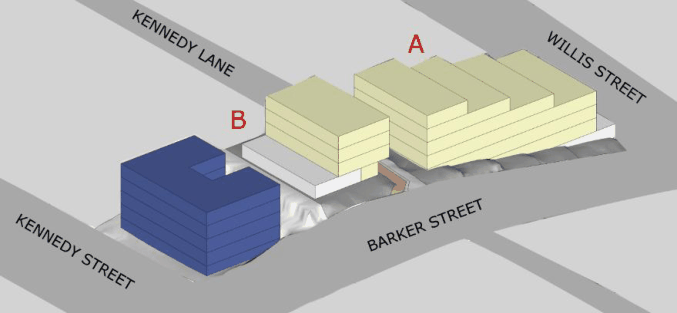 KENNEDY LANE
A
WILLIS STREET
B
KENNEDY STREET
BARKER STREET